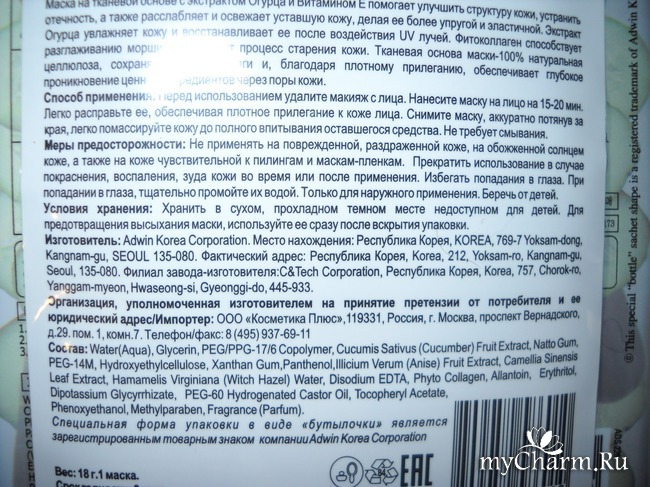 Маска на тканевой основе с экстрактом Огурца и Витамином Е помогает улучшить структуру кожи, устранить
отечность, а также расслабляет и освежает уставшую кожу, делая ее более упругой и эластичной. Экстракт
Огурца увлажняет кожу и восстанавливает ее после воздействия UV лучей. Фитоколлаген способствует
разглаживанию морщи процесс старения кожи. Тканевая основа маски-100% натуральная
целлюлоза, сохран ги и, благодаря плотному прилеганию, обеспечивает глубокое
проникновение ценн редиентов через поры кожи.
Способ применения: Перед использованием удалите макияж с лица. Нанесите маску на лицо на 15-20 мин.
Легко расправьте ее, обеспечивая плотное прилегание к коже лица. Снимите маску, аккуратно потянув за
края, легко помассируйте кожу до полного впитывания оставшегося средства. Не требует смывания.
Меры предосторожности: Не применять на поврежденной, раздраженной коже, на обожженной солнцем
коже, а также на коже чувствительной к пилингам и маскам-пленкам. Прекратить использование в случае
покраснения, воспаления, зуда кожи во время или после применения. Избегать попадания в глаза. При
попадании в глаза, тщательно промойте их водой. Только для наружного применения. Беречь от детей.
Условия хранения: Хранить в сухом, прохладном темном месте недоступном для детей. Для
предотвращения высыхания маски, используйте ее сразу после вскрытия упаковки.
Изготовитель: Adwin Korea Corporation. Место нахождения: Республика Корея, KOREA, 769-7 Yoksam-dong,
Kangnam-gu, SEOUL 135-080. Фактический адрес: Республика Корея, Korea, 212, Yoksam-ro, Kangnam-gu,
Seoul, 135-080. Филиал завода-изготовителя:C&Tech Corporation, Республика Корея, 757, Chorok-ro,
Yanggam-myeon, Hwaseong-si, Gyeonggi-do, 445-933.
Организация, уполномоченная изготовителем на принятие претензии от потребителя и ее
юридический адрес/Импортер: ООО «Косметика Плюс»,119331, Россия, г. Москва, проспект Вернадского,
д.29. пом. 1, комн.7. Телефон/факс: 8 (495) 937-69-11
Состав: Water(Aqua), Glycerin, PEG/PPG-17/6 Copolymer, Cucumis Sativus (Cucumber) Fruit Extract, Natto Gum,
PEG-14M, Hydroxyethylcellulose, Xanthan Gum,Panthenol,Illicium Verum (Anise) Fruit Extract, Camellia Sinensis
Leaf Extract, Hamamelis Virginiana (Witch Hazel) Water, Disodium EDTA, Phyto Collagen, Allantoin, Erythritol,
Dipotassium Glycyrrhizate, PEG-60 Hydrogenated Castor Oil, Tocopheryl Acetate,
Phenoxyethanol, Methylparaben, Fragrance (Parfum).
Специальная форма упаковки в виде «бутылочки» является
зарегистрированным товарным знаком компании Adwin Korea Corporation
Вес: 18 г.1 маска.
84
EAC
ⓒ This special "bottle" sachet shape is a registered trademark of Adwin K
173
myCharm.Ru